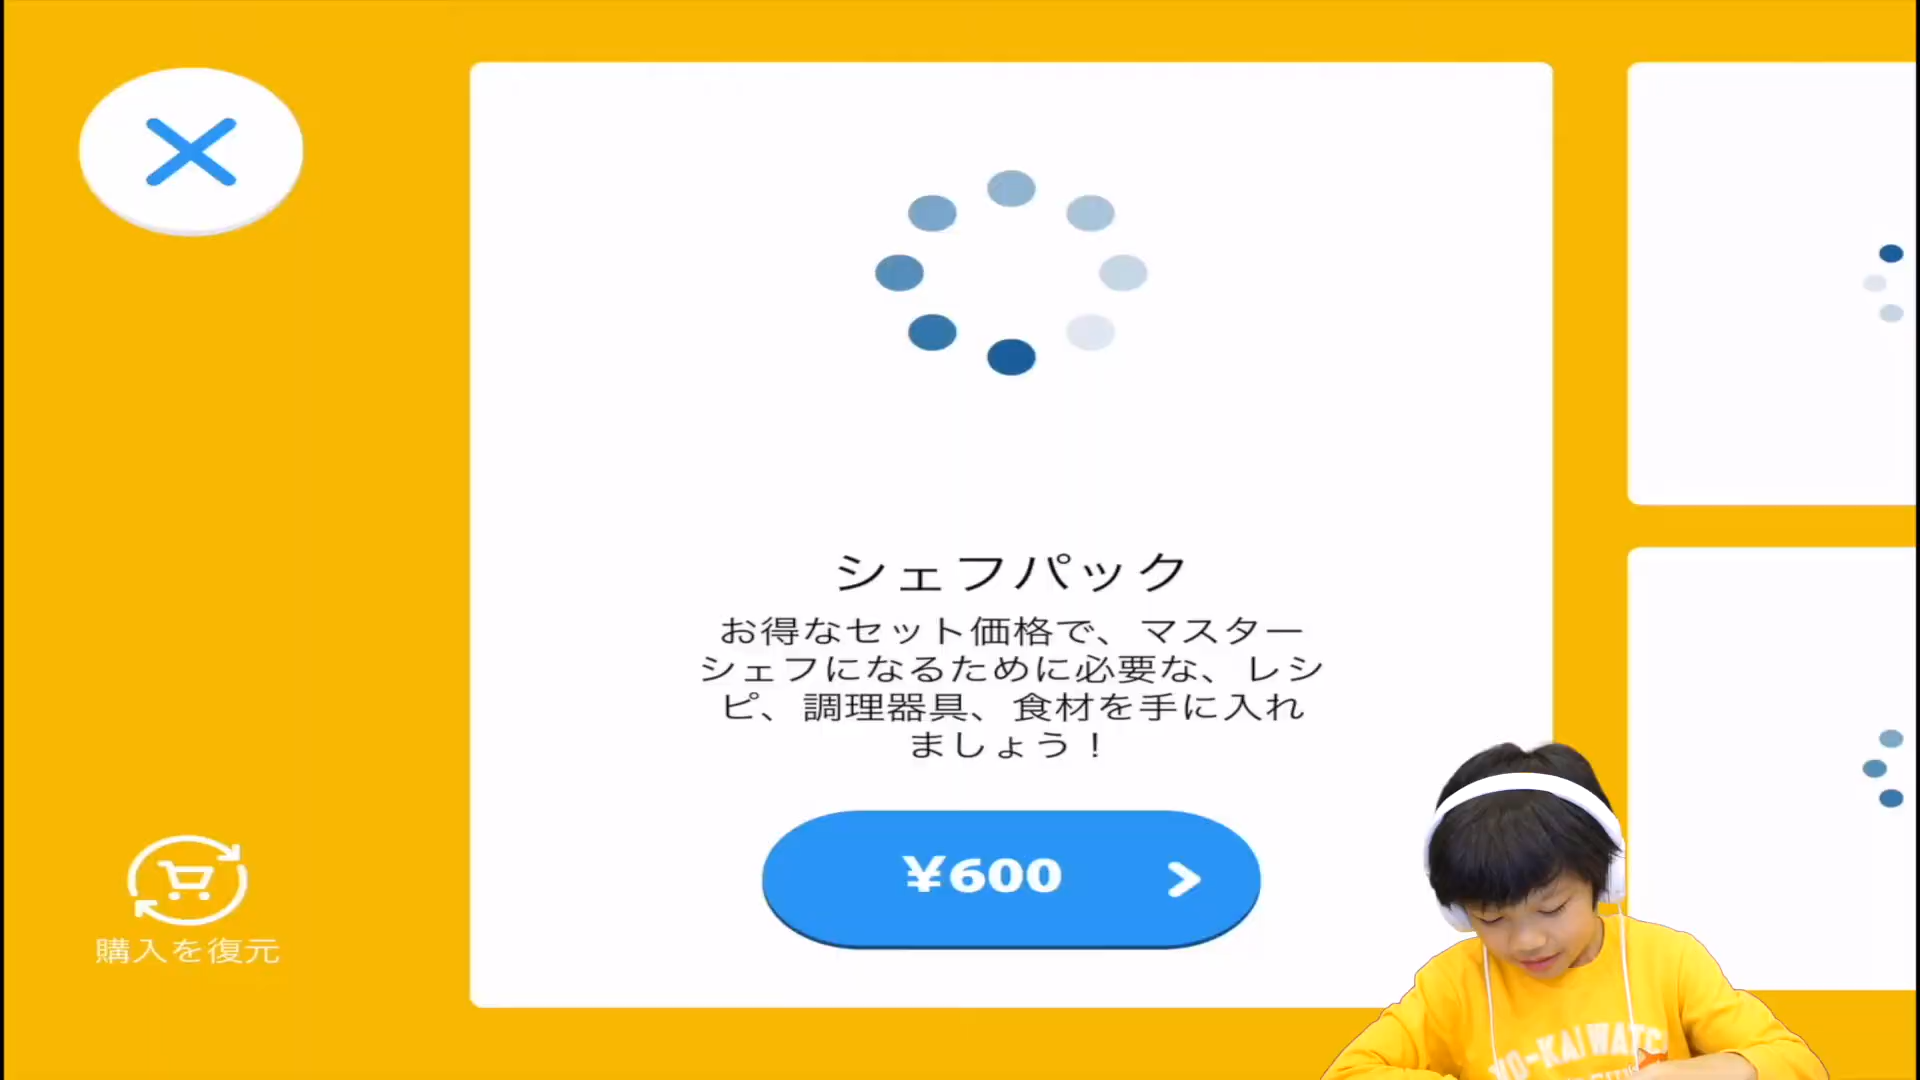 シェフパック
お得なセット価格で、マスター
シェフになるために必要な、レシ
ピ、調理器具、食材を手に入れ
ましょう！
¥600
購入を復元